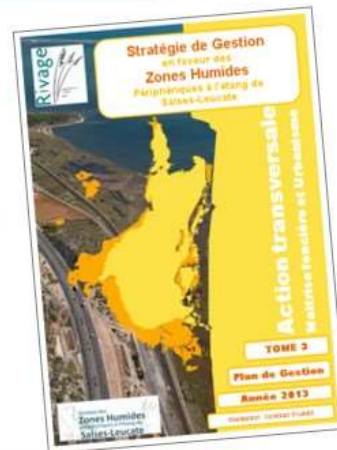 Rivage
Stratégie de Gestion
en faveur des
Zones Humides
Périphériques à l'étang de
Salses-Leucate
Action transversale
Maîtrise foncière et Urbanisme
TOME 3
Plan de Gestion
Année 2013
Zones Humides
Salses-Leucate